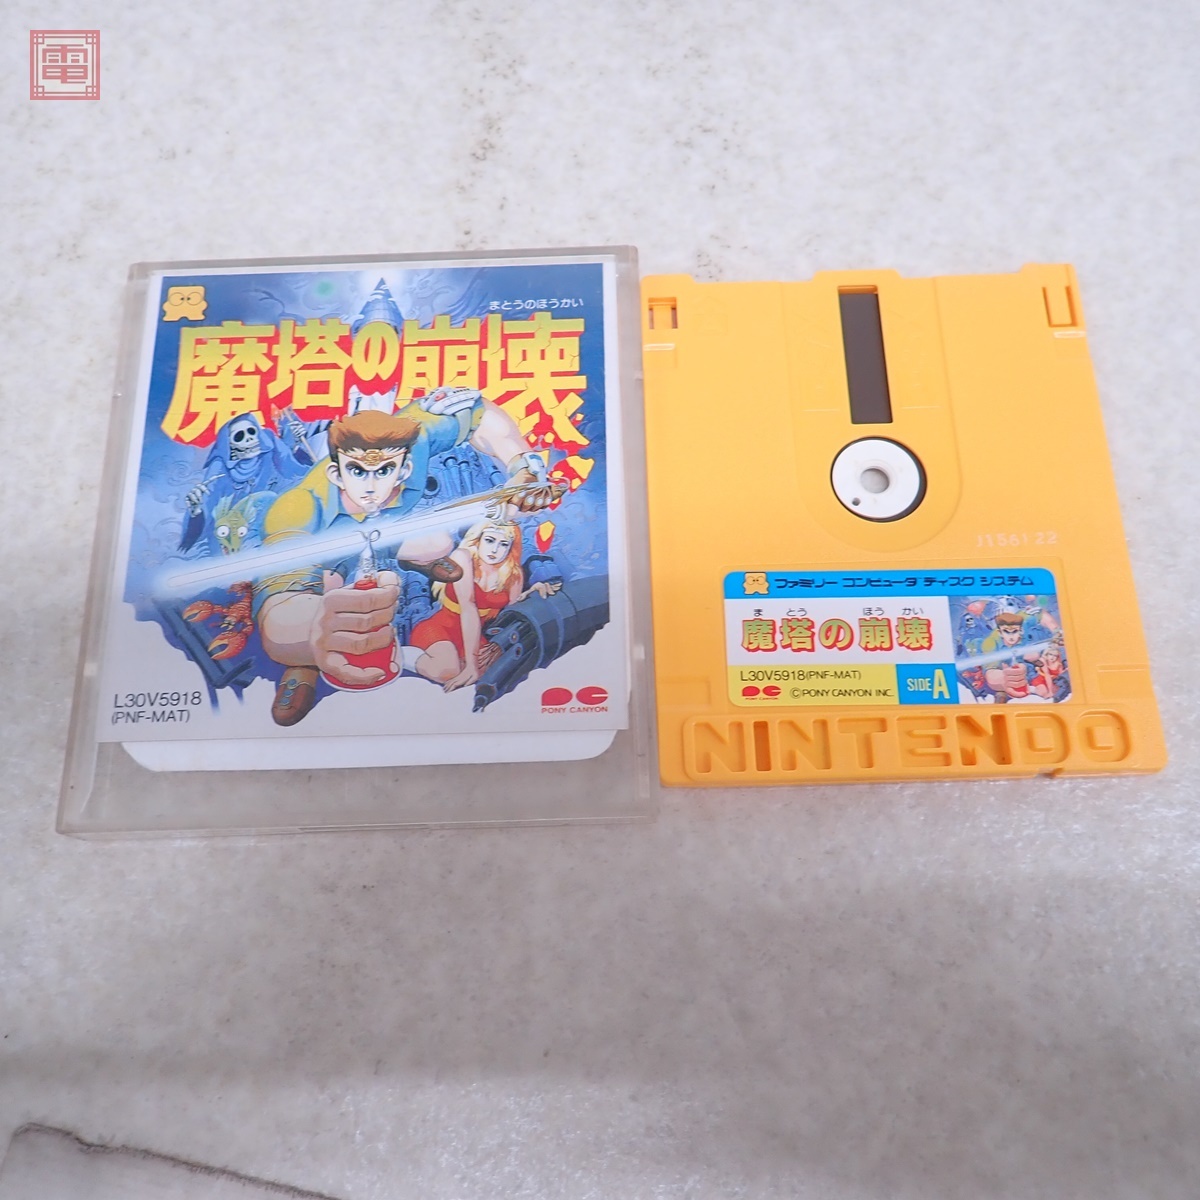 電
まとうのほうかい
魔塔の崩壊
L30V5918
(PNF-MAT)
PONY CANYON
J158122
ファミリー コンピュータ ディスク システム
ま とう ほう かい
魔塔の崩壊
L30V5918(PNF-MAT)
©PONY CANYON INC.
SIDE A
NINTENDO